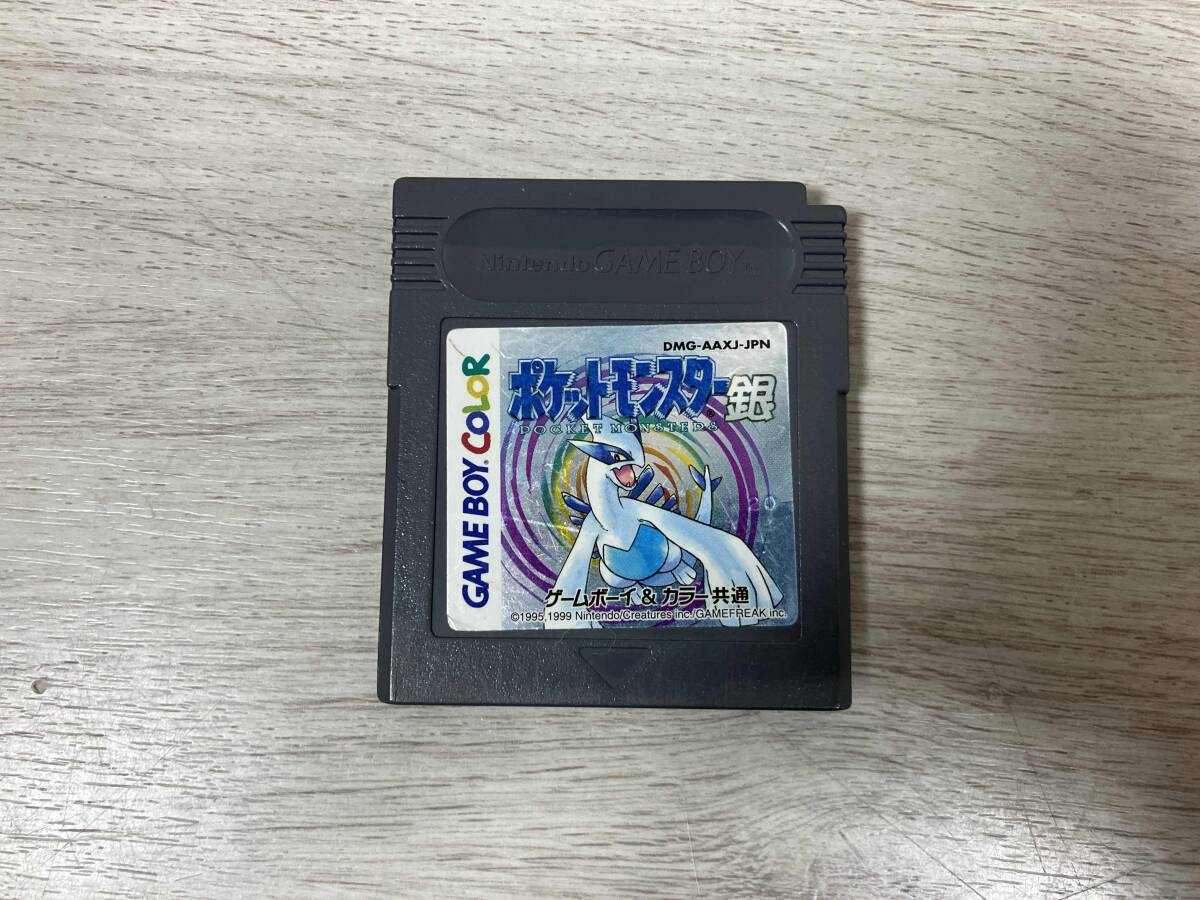 Nintendo GAME BOY™
DMG-AAXJ-JPN
ポケットモンスター銀
POCKET MONSTERS
GAME BOY COLOR
ゲームボーイ & カラー共通
©1995,1999 Nintendo/Creatures inc./GAMEFREAK inc.
20